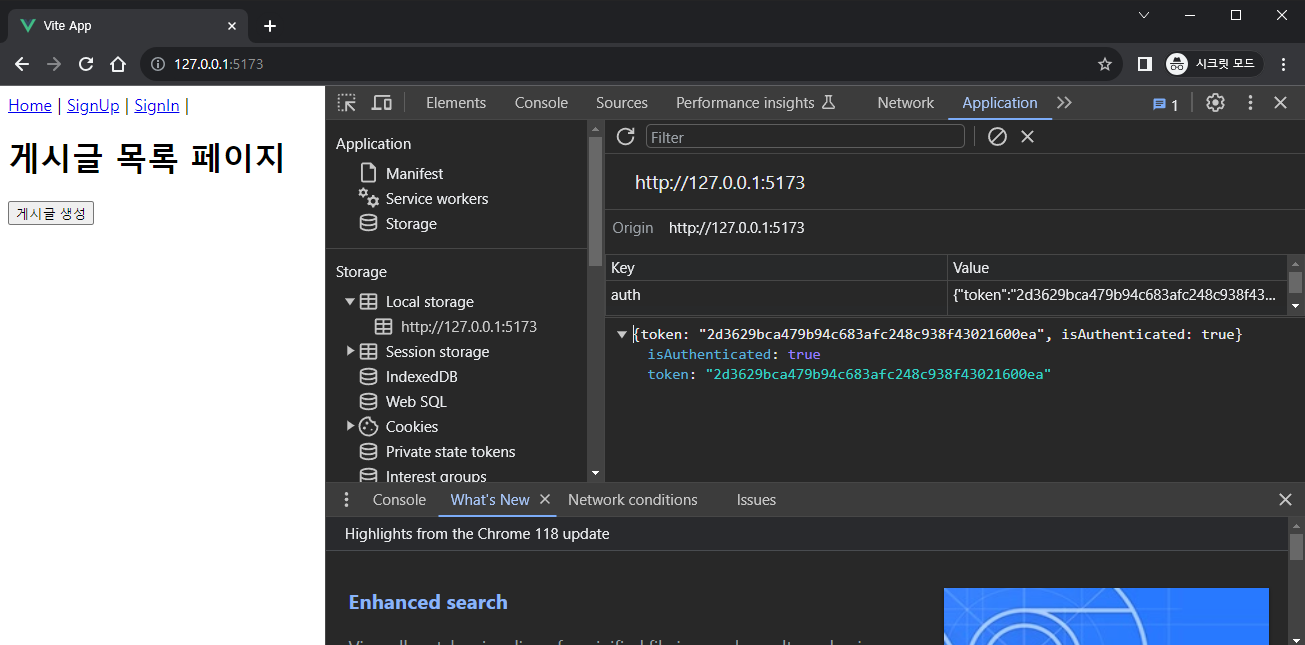 Vite App
127.0.0.1:5173
시크릿 모드
Home | SignUp | SignIn |
게시글 목록 페이지
게시글 생성
Elements Console Sources Performance insights Network Application 1
Application
Manifest
Service workers
Storage
Storage
Local storage
http://127.0.0.1:5173
Session storage
IndexedDB
Web SQL
Cookies
Private state tokens
Interest groups
Filter
http://127.0.0.1:5173
Origin http://127.0.0.1:5173
Key Value
auth {"token":"2d3629bca479b94c683afc248c938f43...
{token: "2d3629bca479b94c683afc248c938f43021600ea", isAuthenticated: true}
isAuthenticated: true
token: "2d3629bca479b94c683afc248c938f43021600ea"
Console What's New Network conditions Issues
Highlights from the Chrome 118 update
Enhanced search